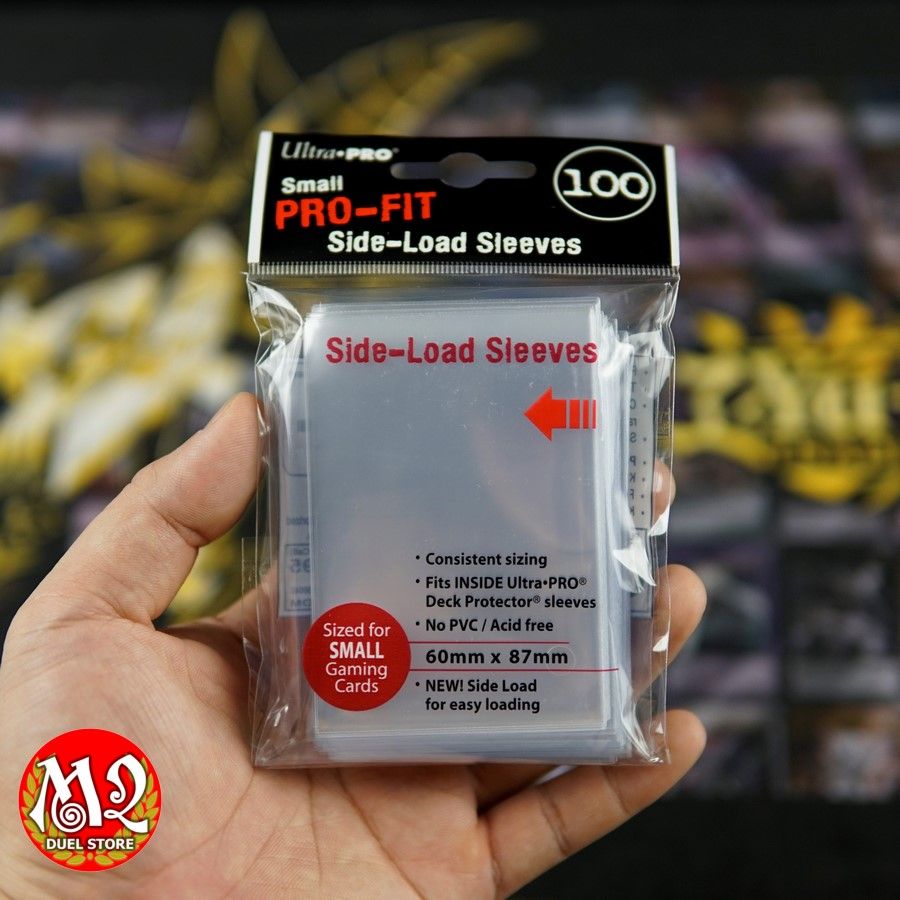 Ultra•PRO®
100
Small
PRO-FIT
Side-Load Sleeves
Side-Load Sleeves
• Consistent sizing
• Fits INSIDE Ultra•PRO®
Deck Protector® sleeves
• No PVC / Acid free
60mm x 87mm
• NEW! Side Load
for easy loading
Sized for
SMALL
Gaming
Cards
M2
DUEL STORE